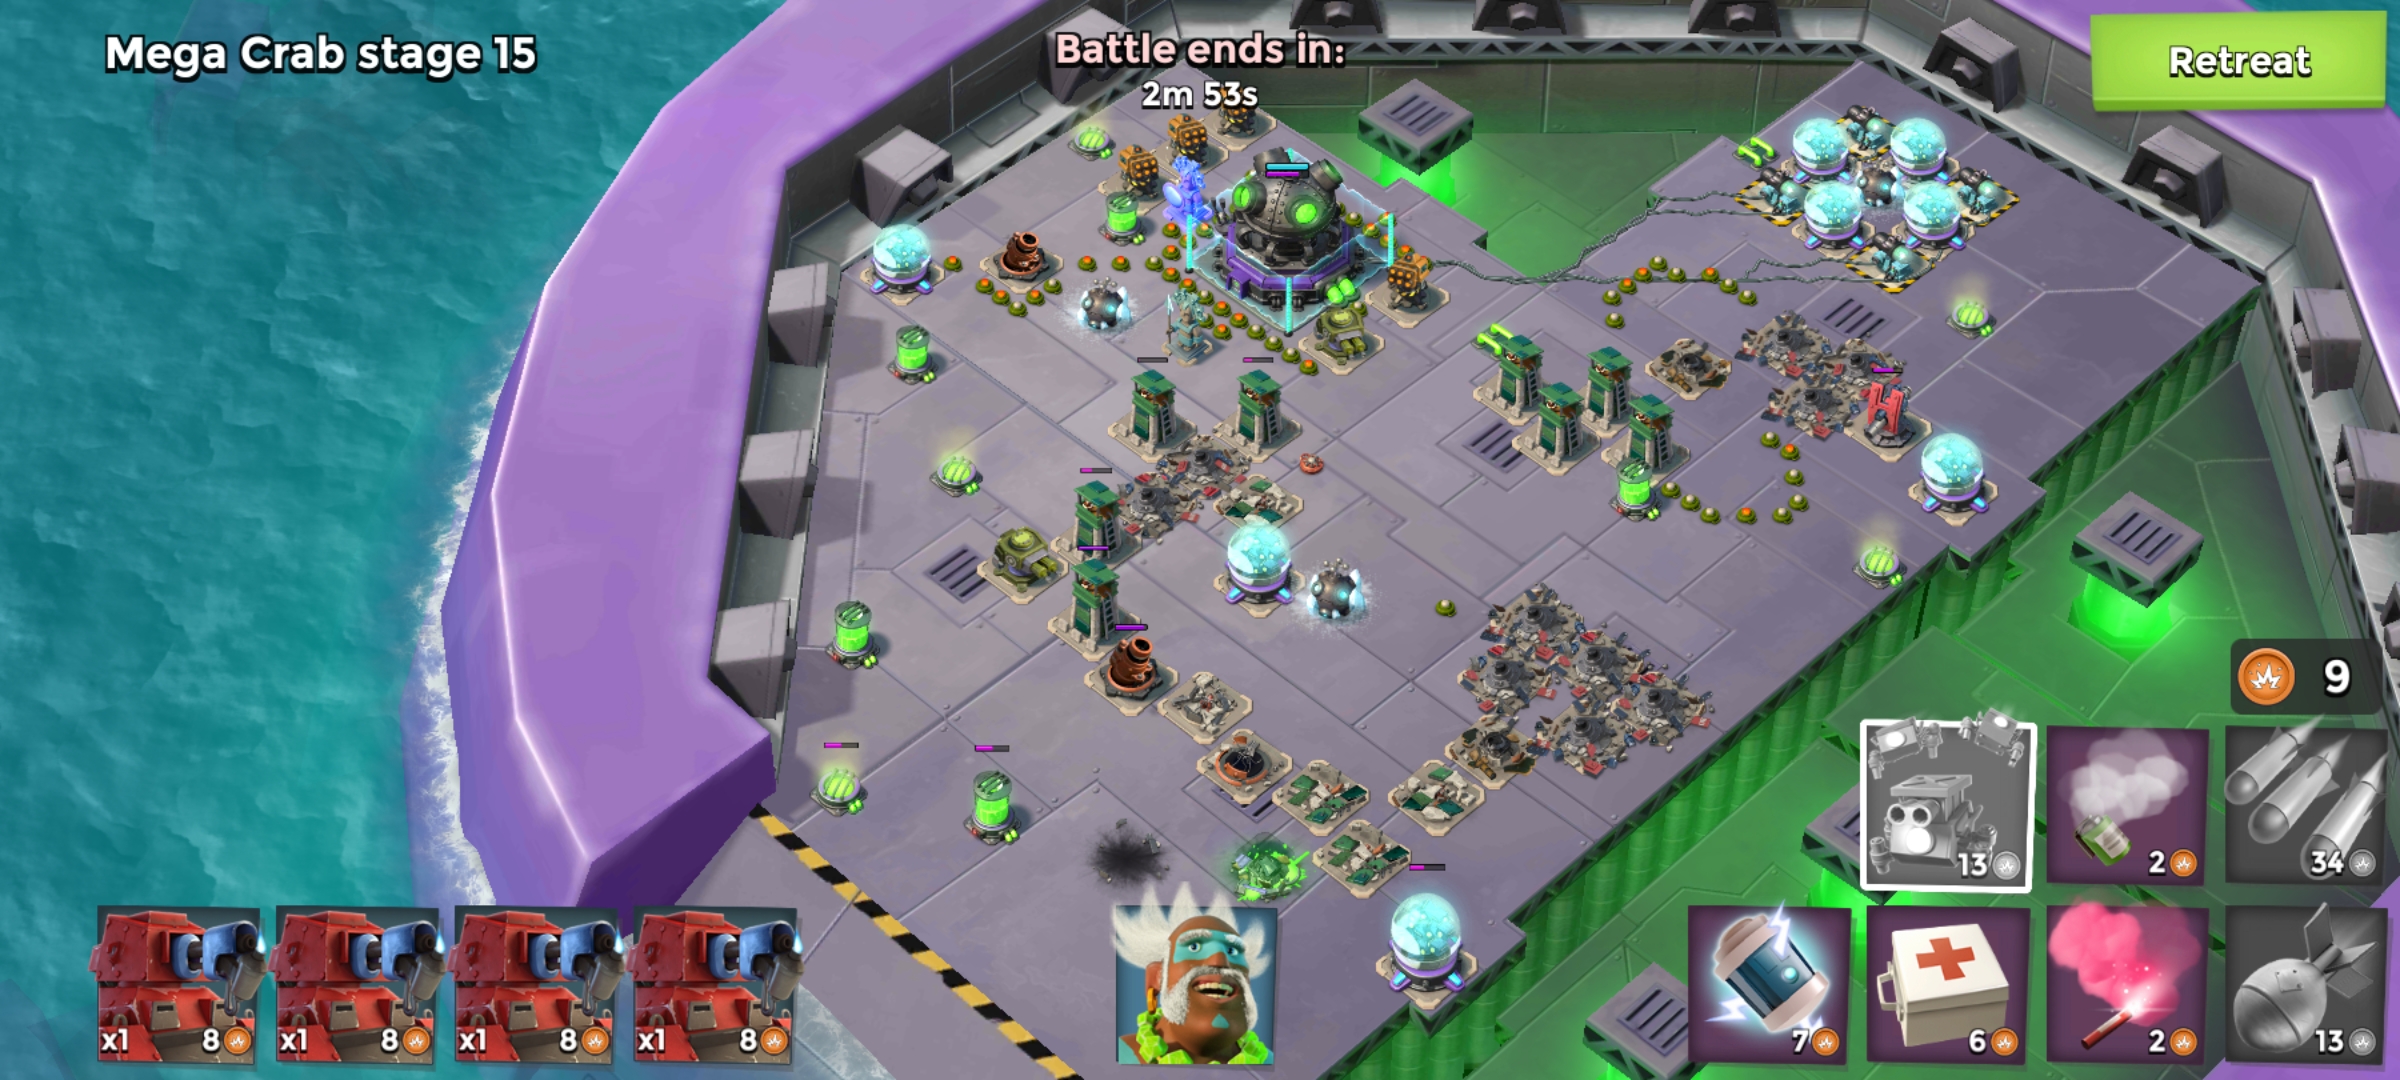 Mega Crab stage 15
Battle ends in:
2m 53s
Retreat
9
13
2
34
x1 8
x1 8
x1 8
x1 8
7
6
2
13